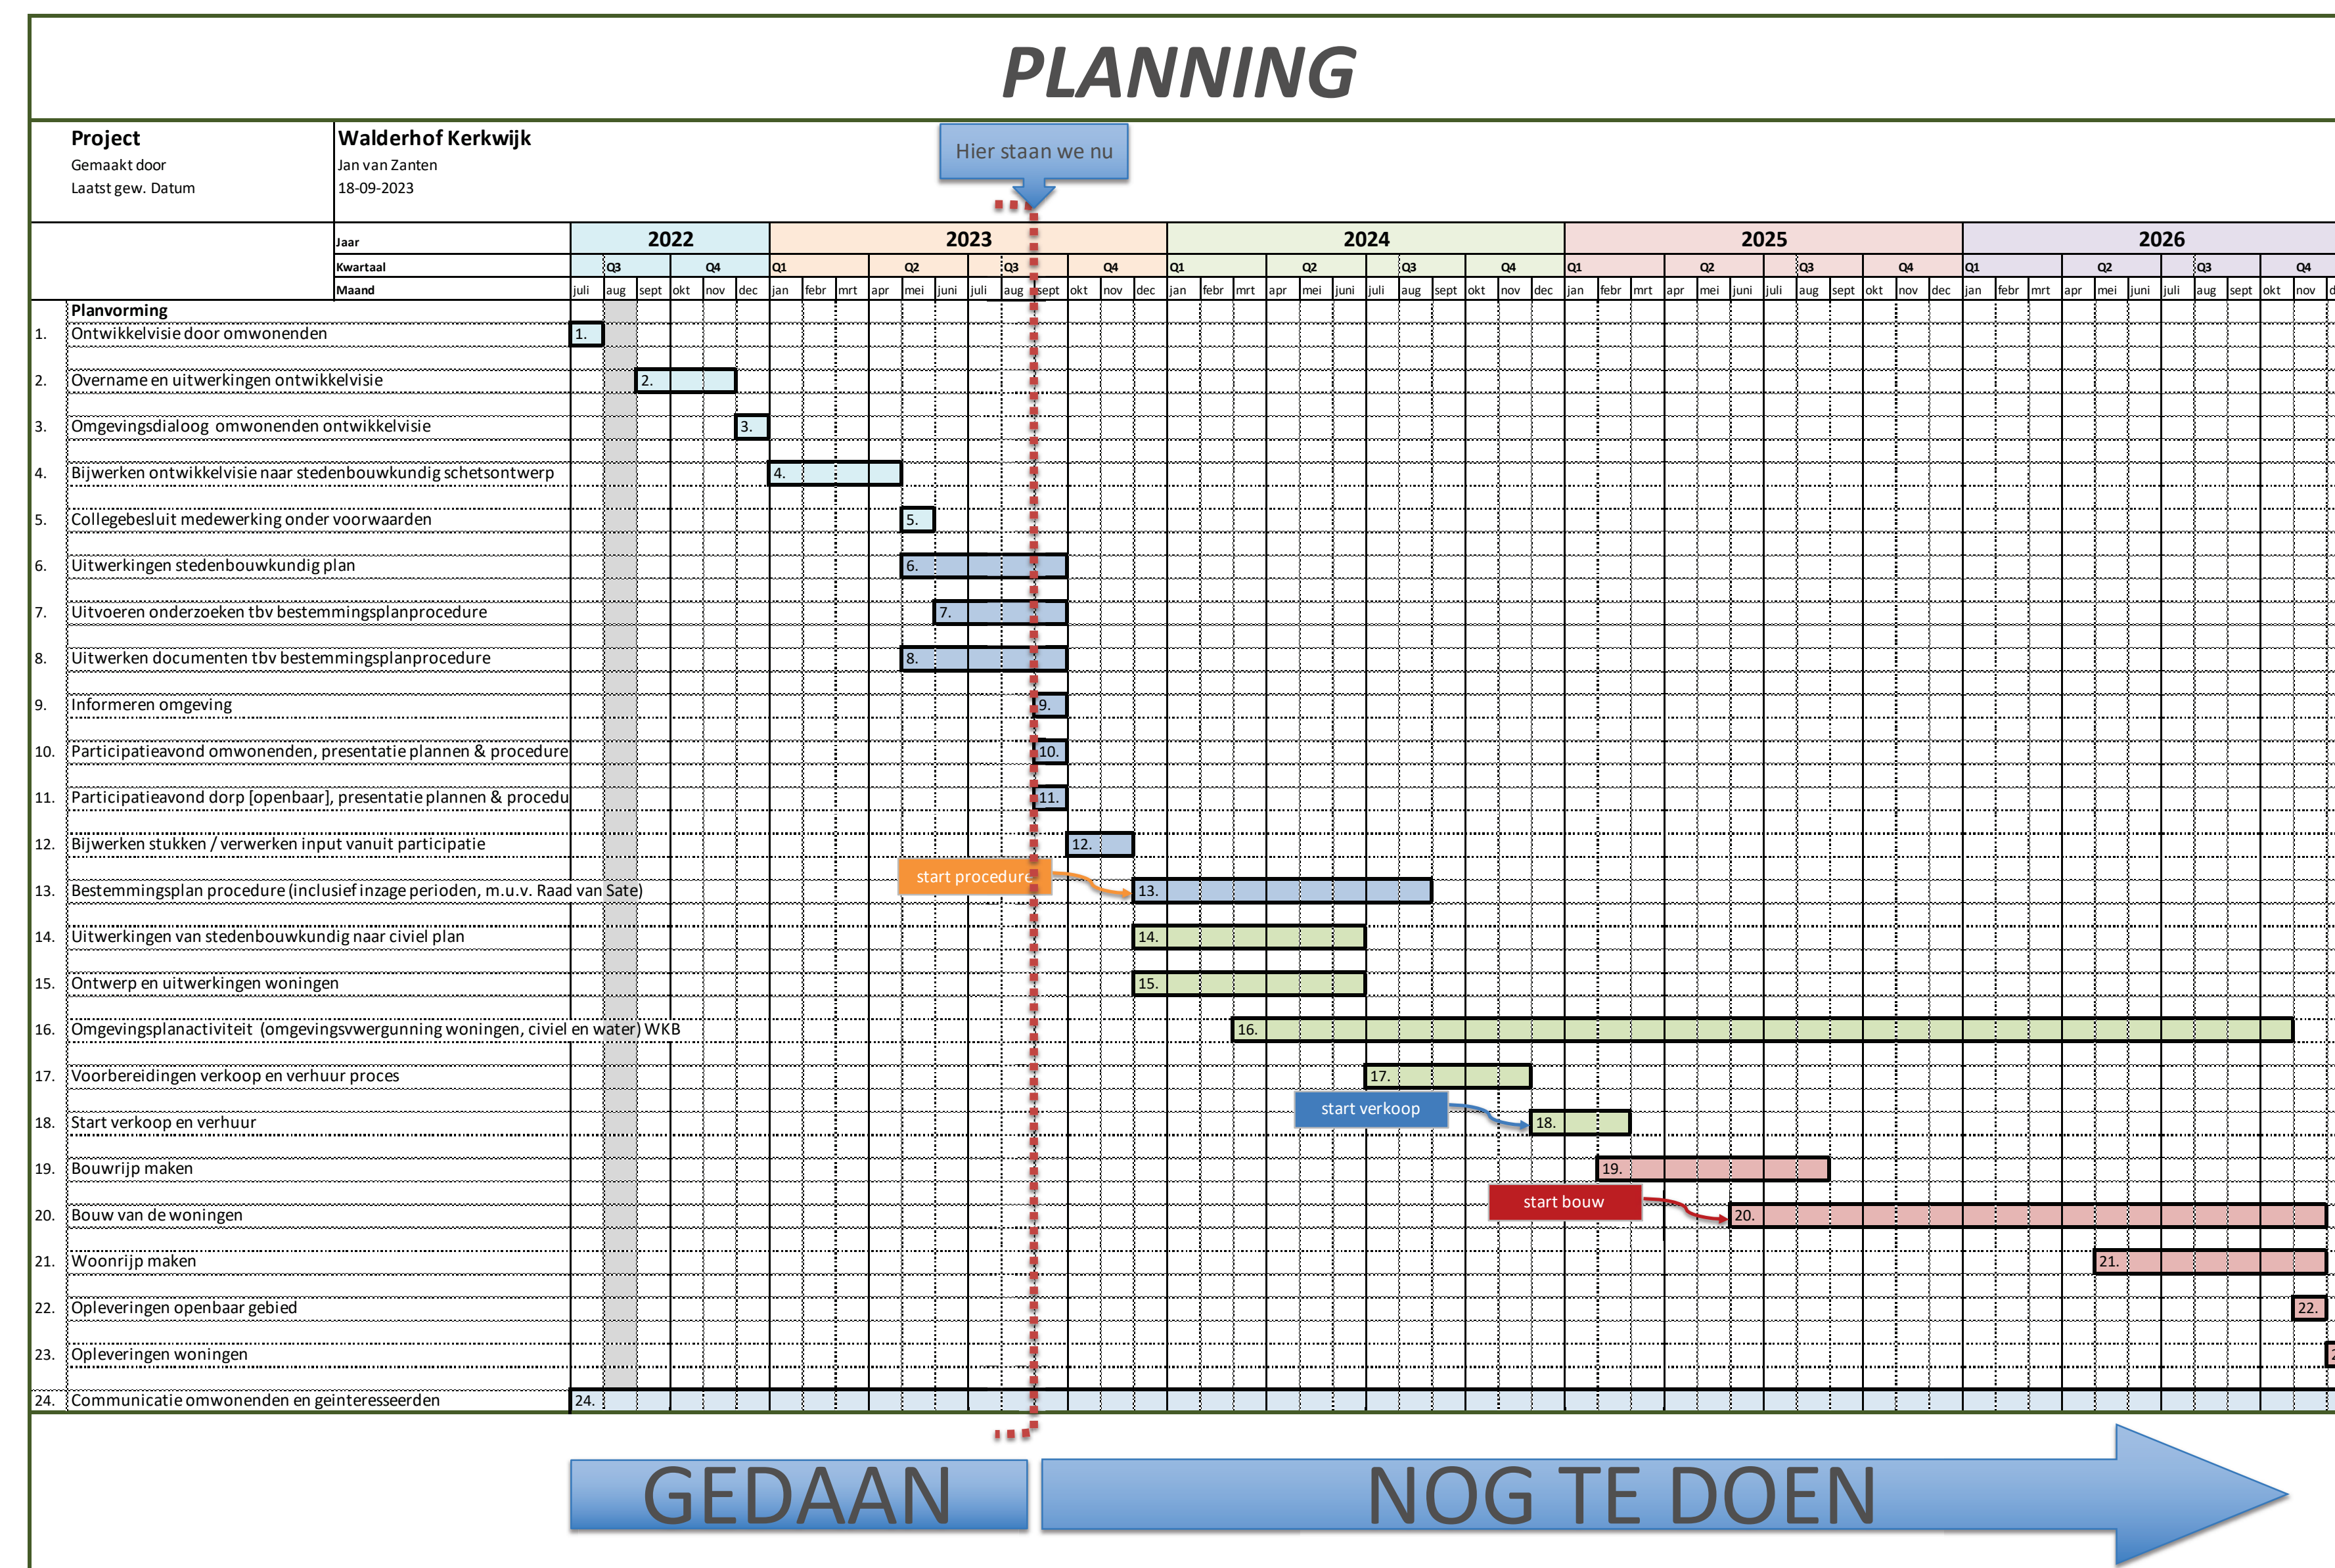 PLANNING
Project Walderhof Kerkwijk
Gemaakt door Jan van Zanten
Laatst gew. Datum 18-09-2023
Hier staan we nu
Jaar 2022 2023 2024 2025 2026
Kwartaal Q3 Q4 Q1 Q2 Q3 Q4 Q1 Q2 Q3 Q4 Q1 Q2 Q3 Q4 Q1 Q2 Q3 Q4
Maand juli aug sept okt nov dec jan febr mrt apr mei juni juli aug sept okt nov dec jan febr mrt apr mei juni juli aug sept okt nov dec jan febr mrt apr mei juni juli aug sept okt nov dec jan febr mrt apr mei juni juli aug sept okt nov d
Planvorming
1. Ontwikkelvisie door omwonenden 1.
2. Overname en uitwerkingen ontwikkelvisie 2.
3. Omgevingsdialoog omwonenden ontwikkelvisie 3.
4. Bijwerken ontwikkelvisie naar stedenbouwkundig schetsontwerp 4.
5. Collegebesluit medewerking onder voorwaarden 5.
6. Uitwerkingen stedenbouwkundig plan 6.
7. Uitvoeren onderzoeken tbv bestemmingsplanprocedure 7.
8. Uitwerken documenten tbv bestemmingsplanprocedure 8.
9. Informeren omgeving 9.
10. Participatieavond omwonenden, presentatie plannen & procedure 10.
11. Participatieavond dorp [openbaar], presentatie plannen & procedu 11.
12. Bijwerken stukken / verwerken input vanuit participatie 12.
start procedure
13. Bestemmingsplan procedure (inclusief inzage perioden, m.u.v. Raad van Sate) 13.
14. Uitwerkingen van stedenbouwkundig naar civiel plan 14.
15. Ontwerp en uitwerkingen woningen 15.
16. Omgevingsplanactiviteit (omgevingsvwergunning woningen, civiel en water) WKB 16.
17. Voorbereidingen verkoop en verhuur proces 17.
start verkoop
18. Start verkoop en verhuur 18.
19. Bouwrijp maken 19.
start bouw
20. Bouw van de woningen 20.
21. Woonrijp maken 21.
22. Opleveringen openbaar gebied 22.
23. Opleveringen woningen 2
24. Communicatie omwonenden en geinteresseerden 24.
GEDAAN NOG TE DOEN